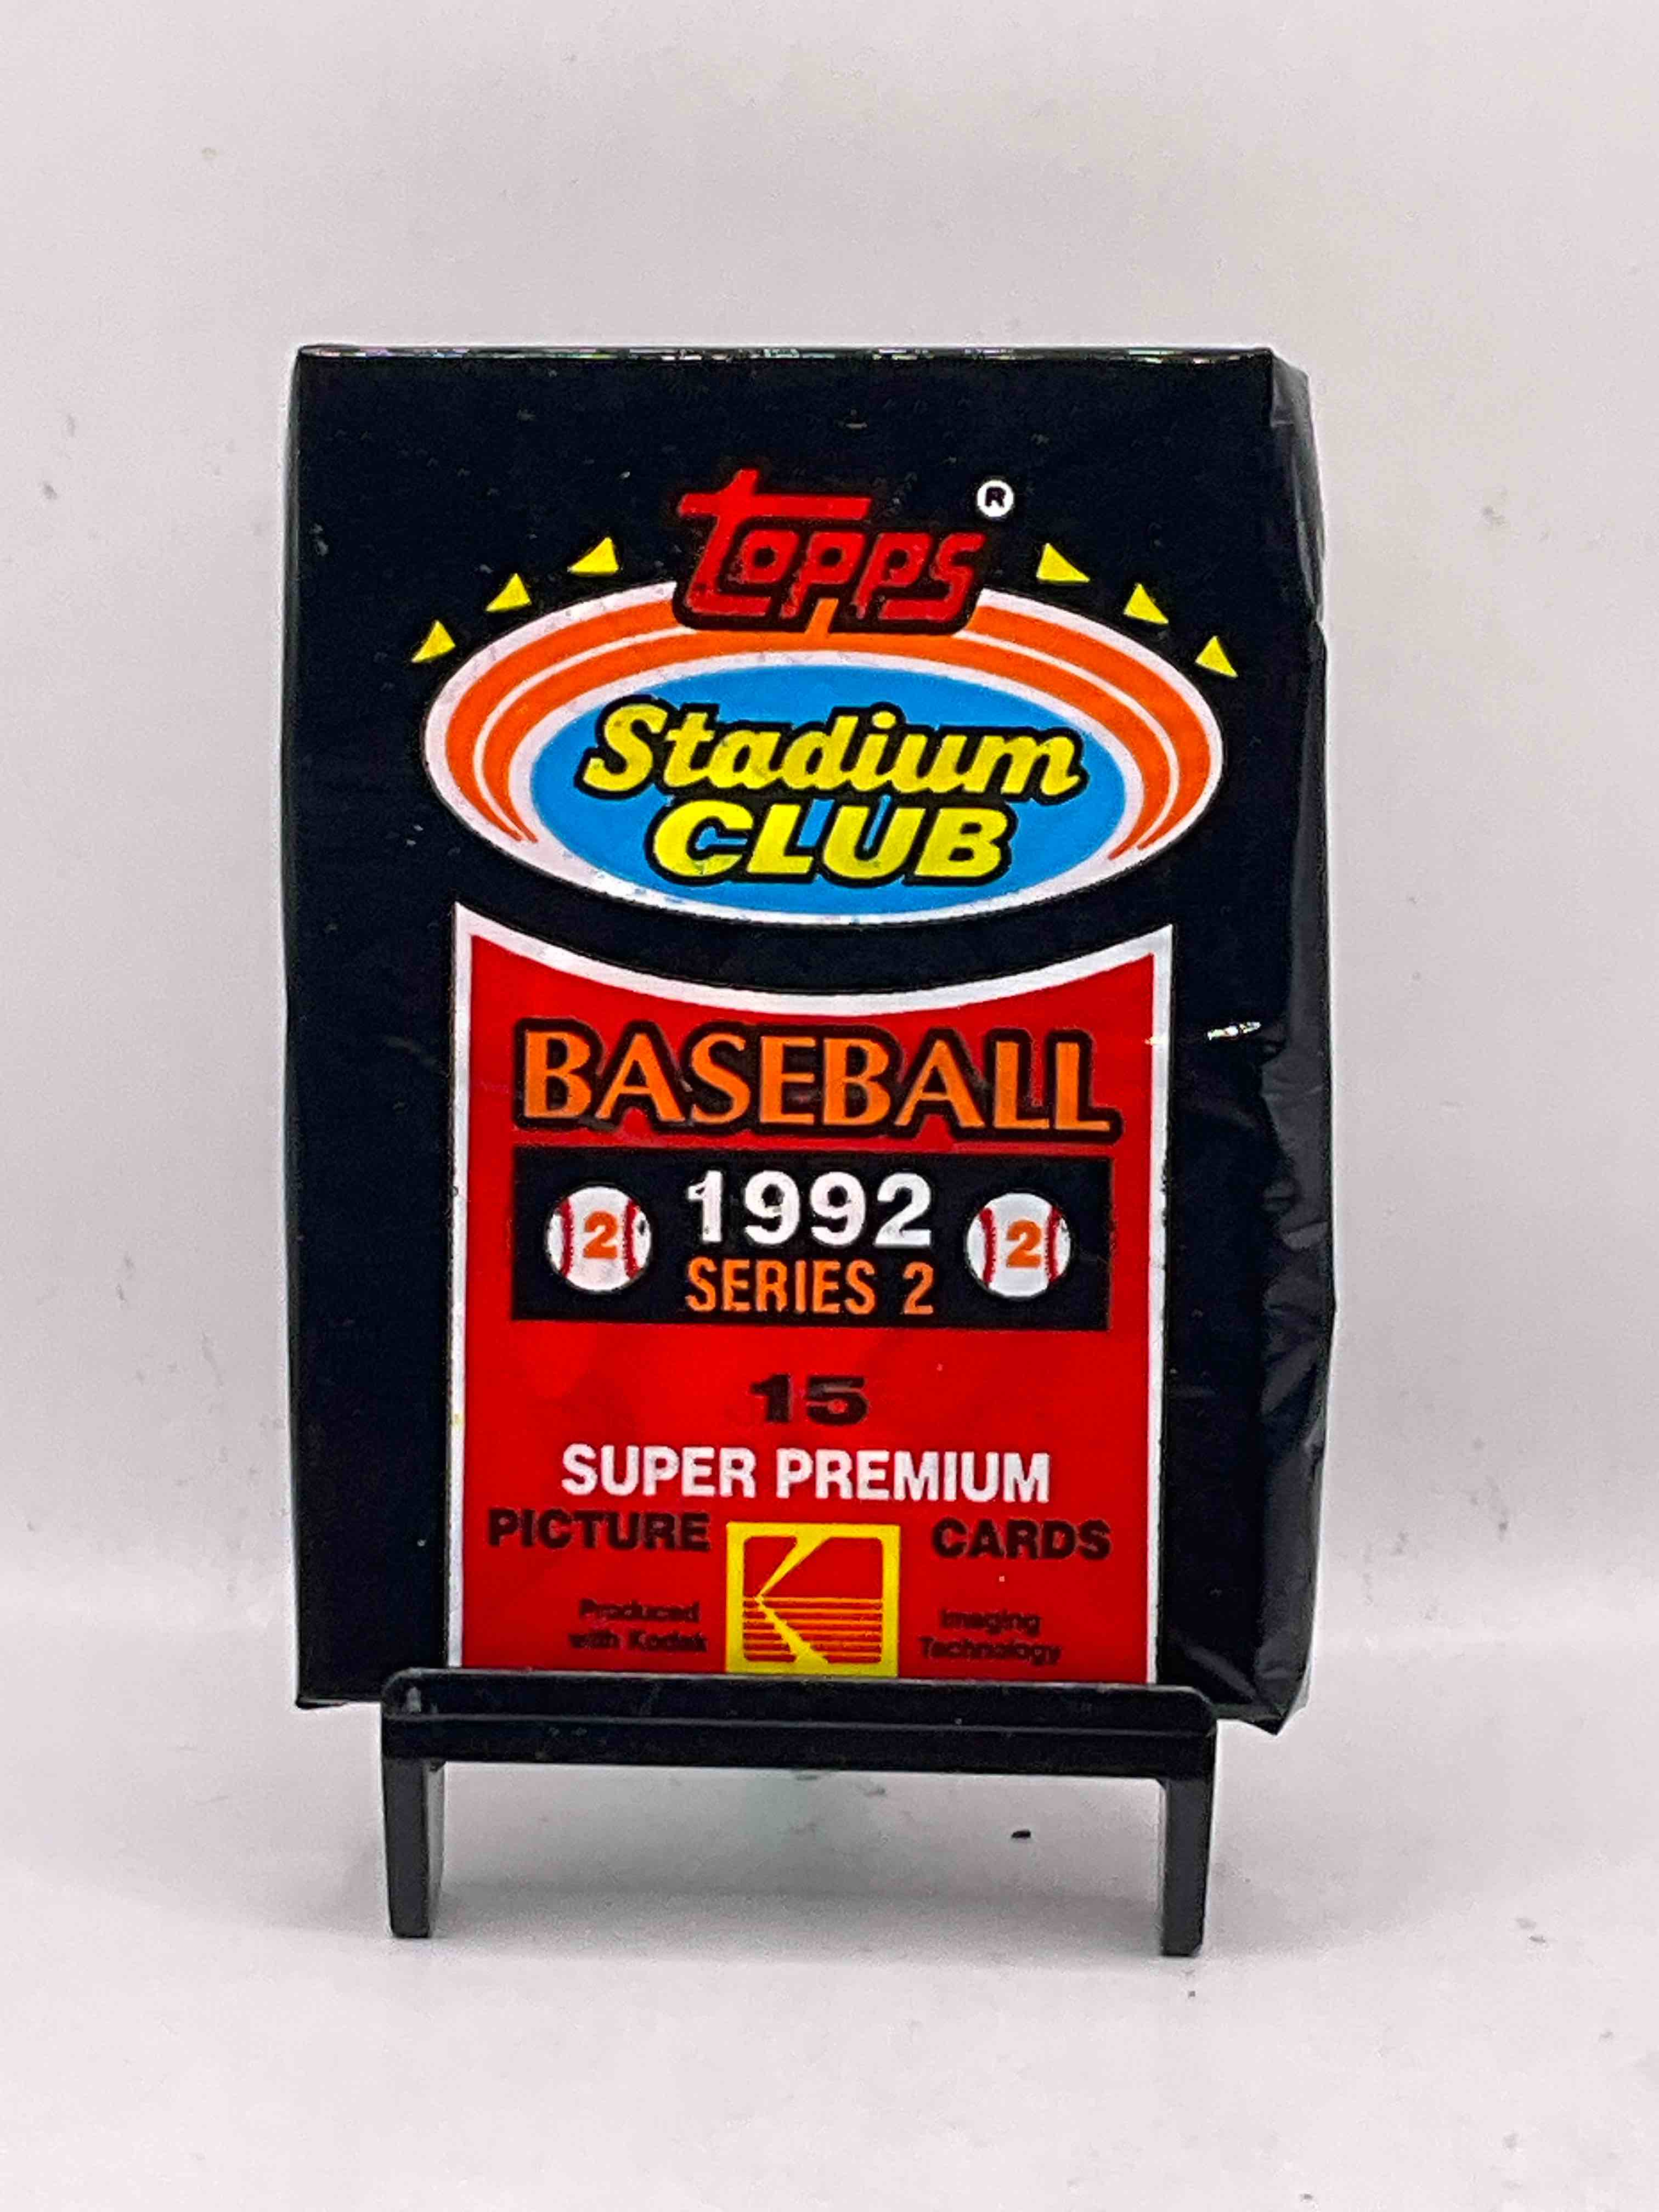 topps ®
Stadium
CLUB
BASEBALL
2 1992 2
SERIES 2
15
SUPER PREMIUM
PICTURE CARDS
Produced Imaging
with Kodak Technology